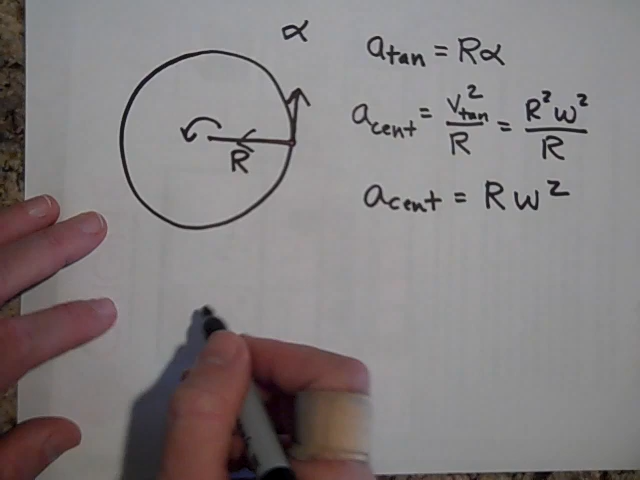 α
a_tan = Rα
a_cent = V_tan² / R = R²ω² / R
R
a_cent = Rω²